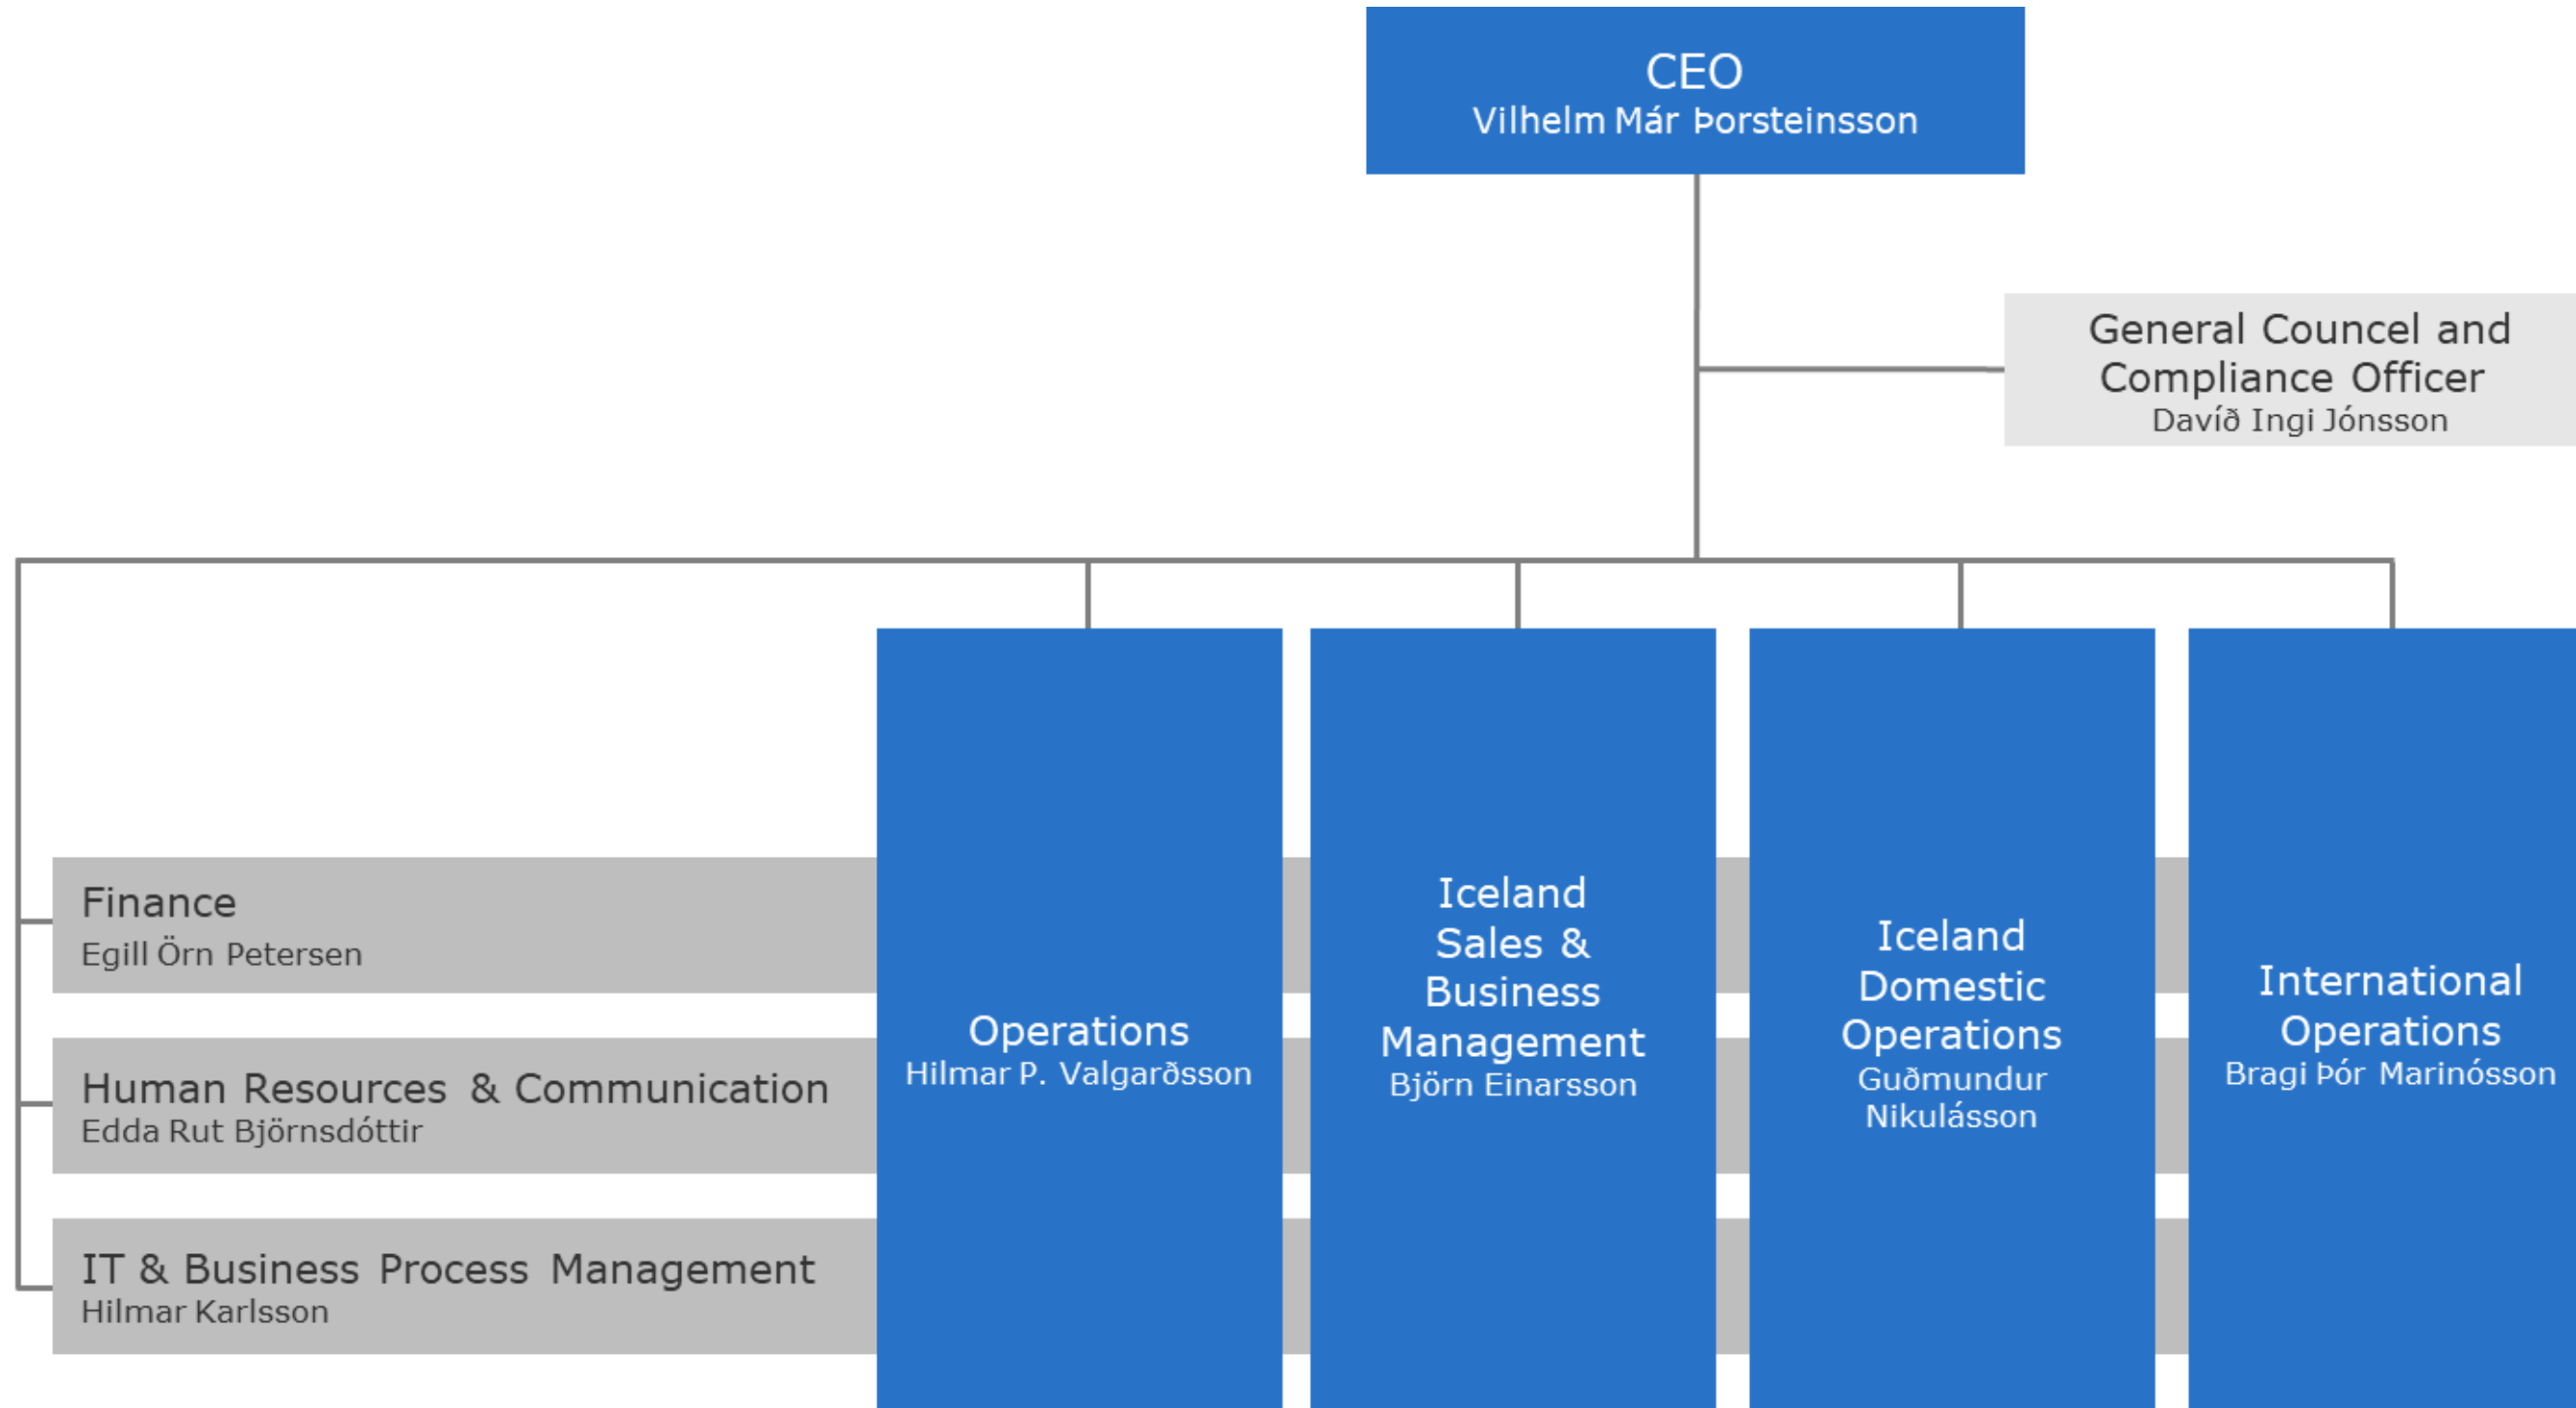 CEO
Vilhelm Már Þorsteinsson
General Councel and
Compliance Officer
Davíð Ingi Jónsson
Finance
Egill Örn Petersen
Human Resources & Communication
Edda Rut Björnsdóttir
IT & Business Process Management
Hilmar Karlsson
Operations
Hilmar P. Valgarðsson
Iceland
Sales &
Business
Management
Björn Einarsson
Iceland
Domestic
Operations
Guðmundur
Nikulásson
International
Operations
Bragi Þór Marinósson